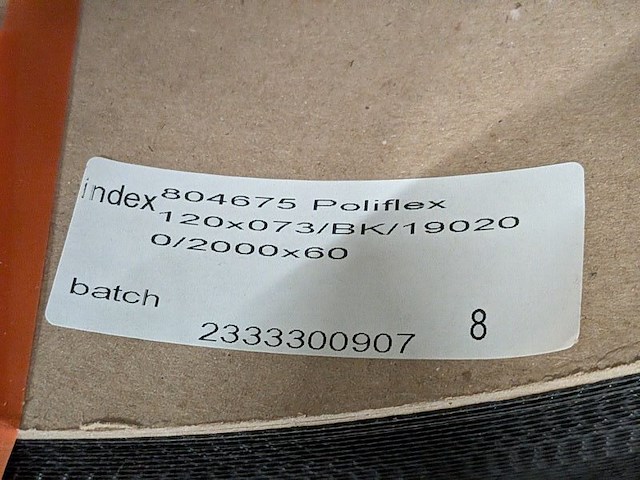 index 804675 Poliflex
120x073/BK/19020
0/2000x60
batch
2333300907 8